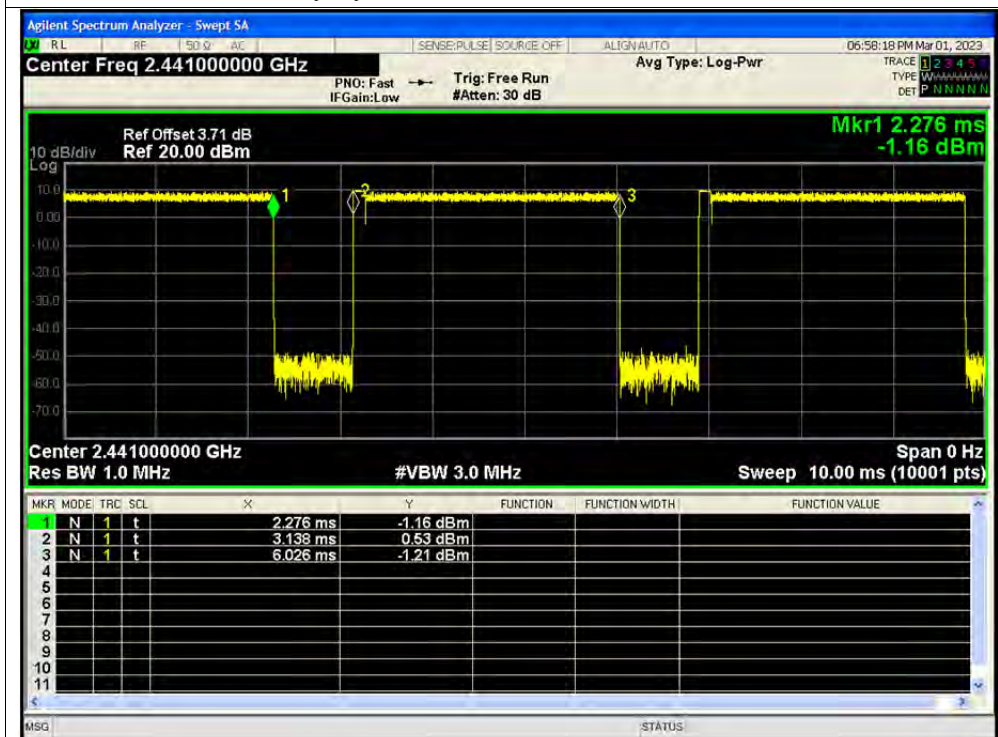 Agilent Spectrum Analyzer - Swept SA
RL RF 50 Ω AC SENSE:PULSE SOURCE OFF ALIGNAUTO 06:58:18 PM Mar 01, 2023
Center Freq 2.441000000 GHz PNO: Fast Trig: Free Run Avg Type: Log-Pwr TRACE 1 2 3 4 5 6
IFGain:Low #Atten: 30 dB TYPE W
DET P N N N N N
Mkr1 2.276 ms
-1.16 dBm
Ref Offset 3.71 dB
10 dB/div Ref 20.00 dBm
Log
10.0
0.00
-10.0
-20.0
-30.0
-40.0
-50.0
-60.0
-70.0
1
2
3
Center 2.441000000 GHz Span 0 Hz
Res BW 1.0 MHz #VBW 3.0 MHz Sweep 10.00 ms (10001 pts)
MKR MODE TRC SCL X Y FUNCTION FUNCTION WIDTH FUNCTION VALUE
1 N 1 t 2.276 ms -1.16 dBm
2 N 1 t 3.138 ms 0.53 dBm
3 N 1 t 6.026 ms -1.21 dBm
4
5
6
7
8
9
10
11
MSG STATUS